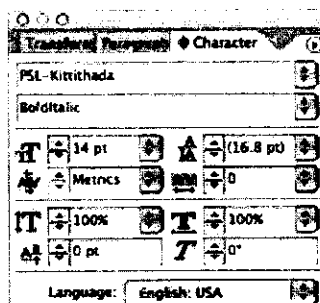 Transform Paragraph Character
PSL-Kittithada
BoldItalic
14 pt (16.8 pt)
Metrics 0
100% 100%
0 pt 0°
Language: English: USA